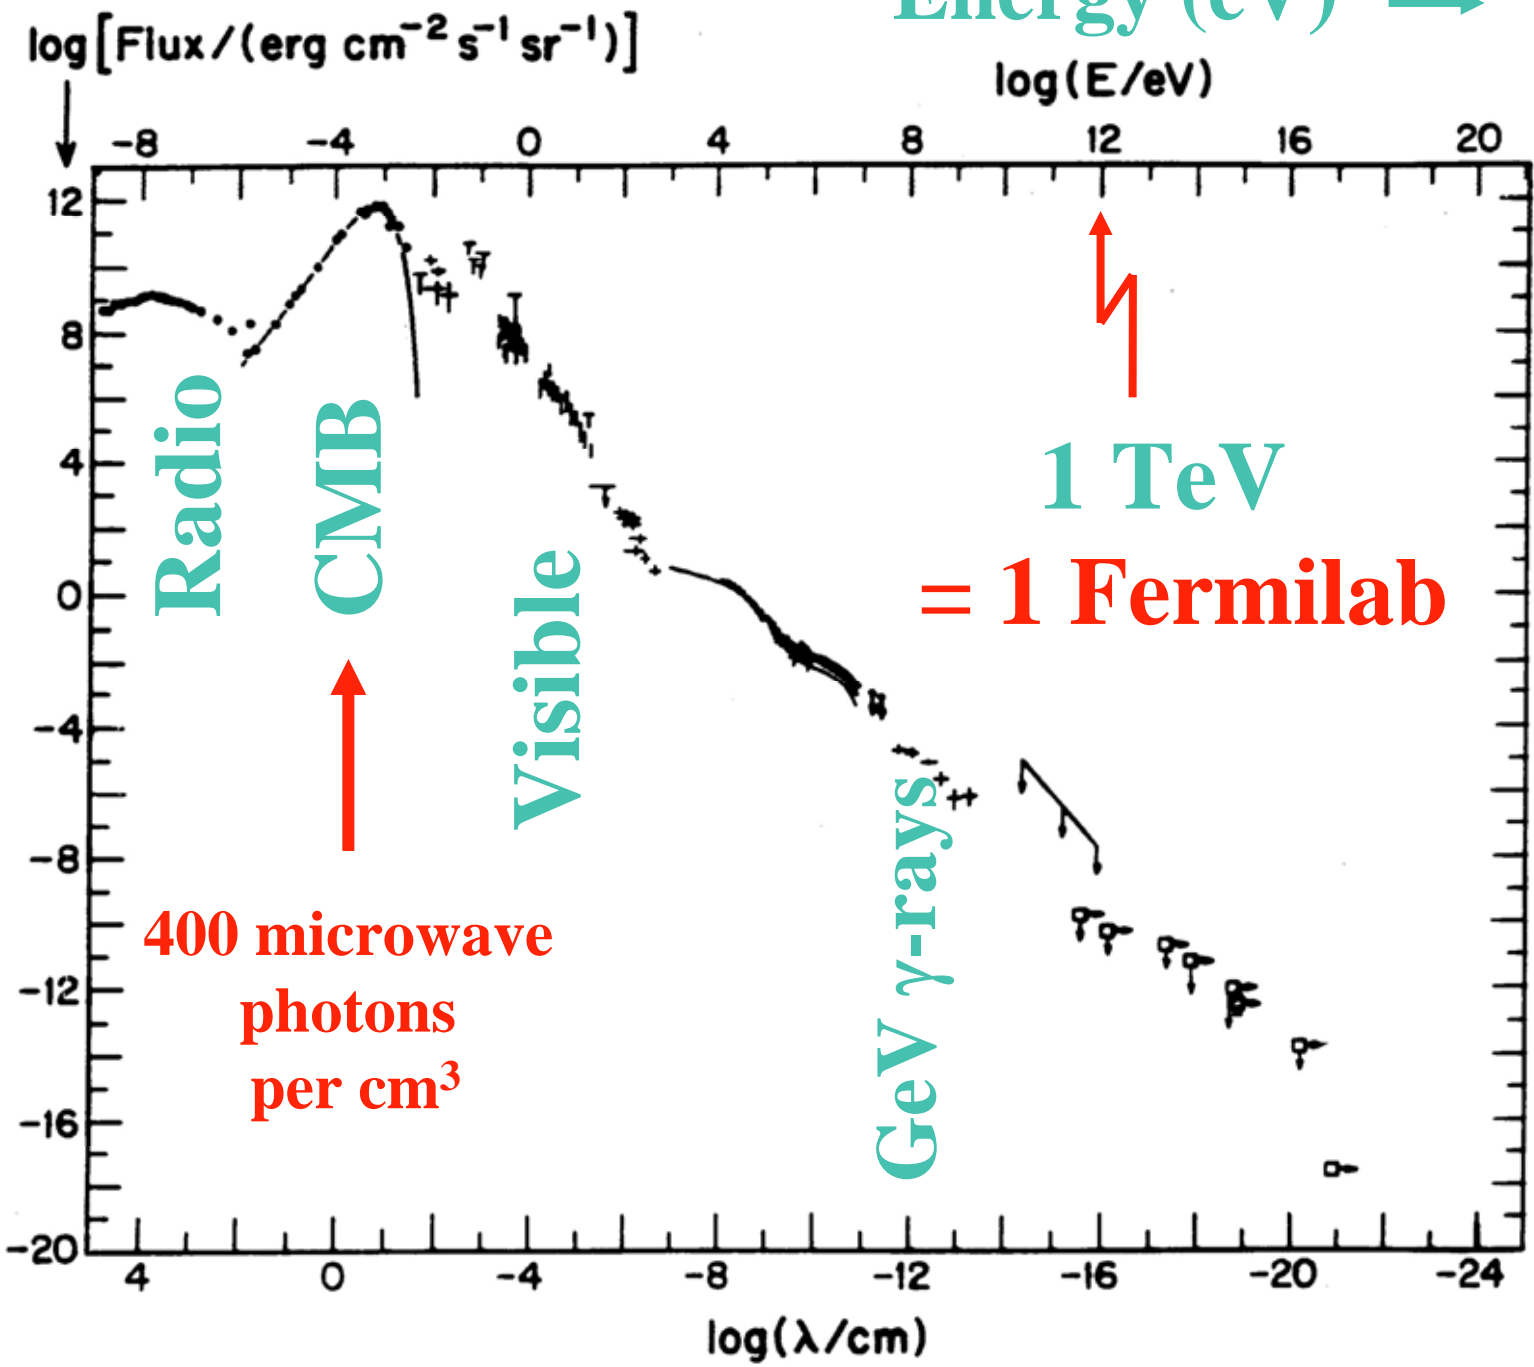 Energy (eV) →
log[Flux/(erg cm⁻² s⁻¹ sr⁻¹)]
log(E/eV)
-8 -4 0 4 8 12 16 20
12
8
4
0
-4
-8
-12
-16
-20
Radio
CMB
Visible
GeV γ-rays
1 TeV
= 1 Fermilab
400 microwave
photons
per cm³
4 0 -4 -8 -12 -16 -20 -24
log(λ/cm)